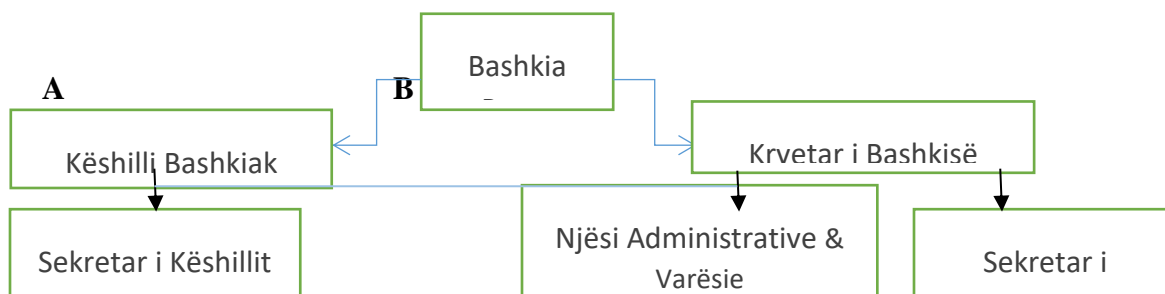 Bashkia
A
B
Këshilli Bashkiak
Krvetar i Bashkisë
Sekretar i Këshillit
Njësi Administrative &
Varësie
Sekretar i